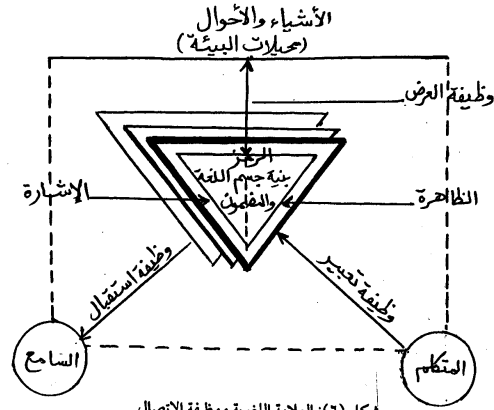 الأشياء والأحوال
(محيلات البيئة)
وظيفة العرض
الرمز
بنية جسم اللغة
والمضمون
الإشارة
الظاهرة
وظيفة استقبال
وظيفة تعبير
السامع
المتكلم